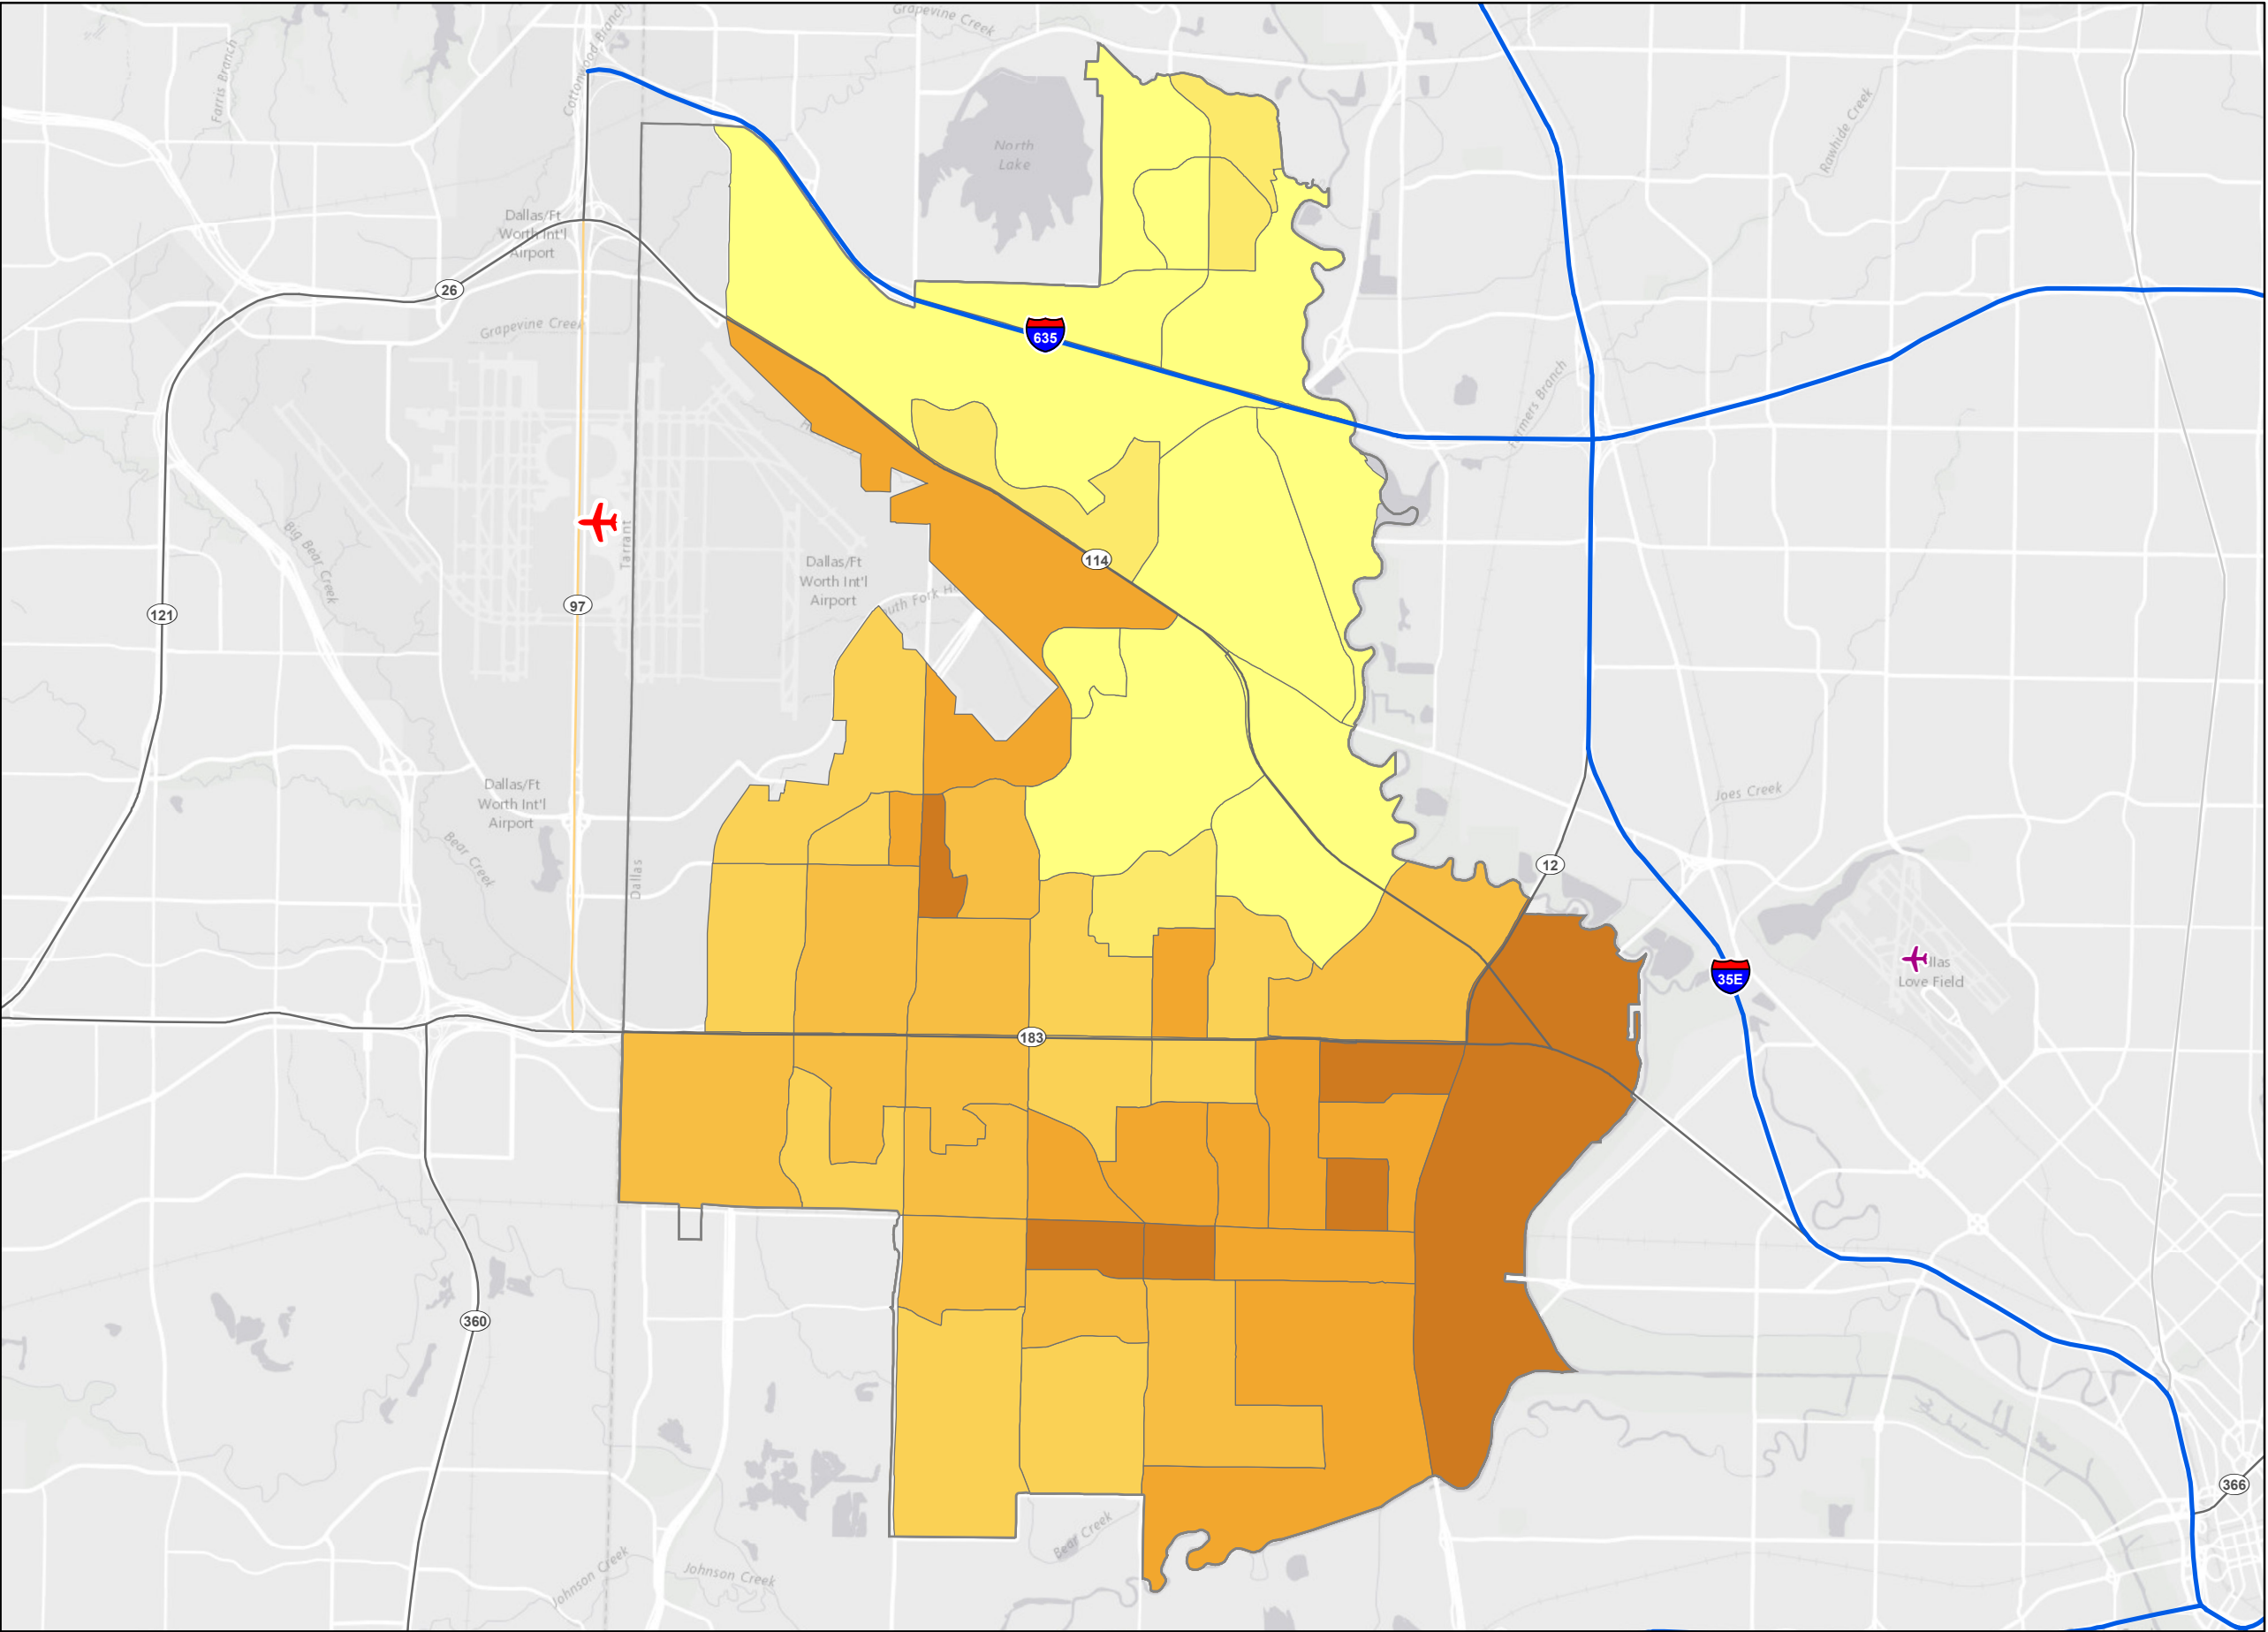 Grapevine Creek
Cottonwood Branch
Farris Branch
Rawhide Creek
North
Lake
Dallas/Ft
Worth Int'l
Airport
26
Grapevine Creek
635
Farmers Branch
114
Big Bear Creek
Tarrant
Dallas/Ft
Worth Int'l
Airport
97
121
Dallas/Ft
Worth Int'l
Airport
Joes Creek
Bear Creek
Dallas
12
35E
Love Field
183
360
366
Bear Creek
Johnson Creek
Johnson Creek